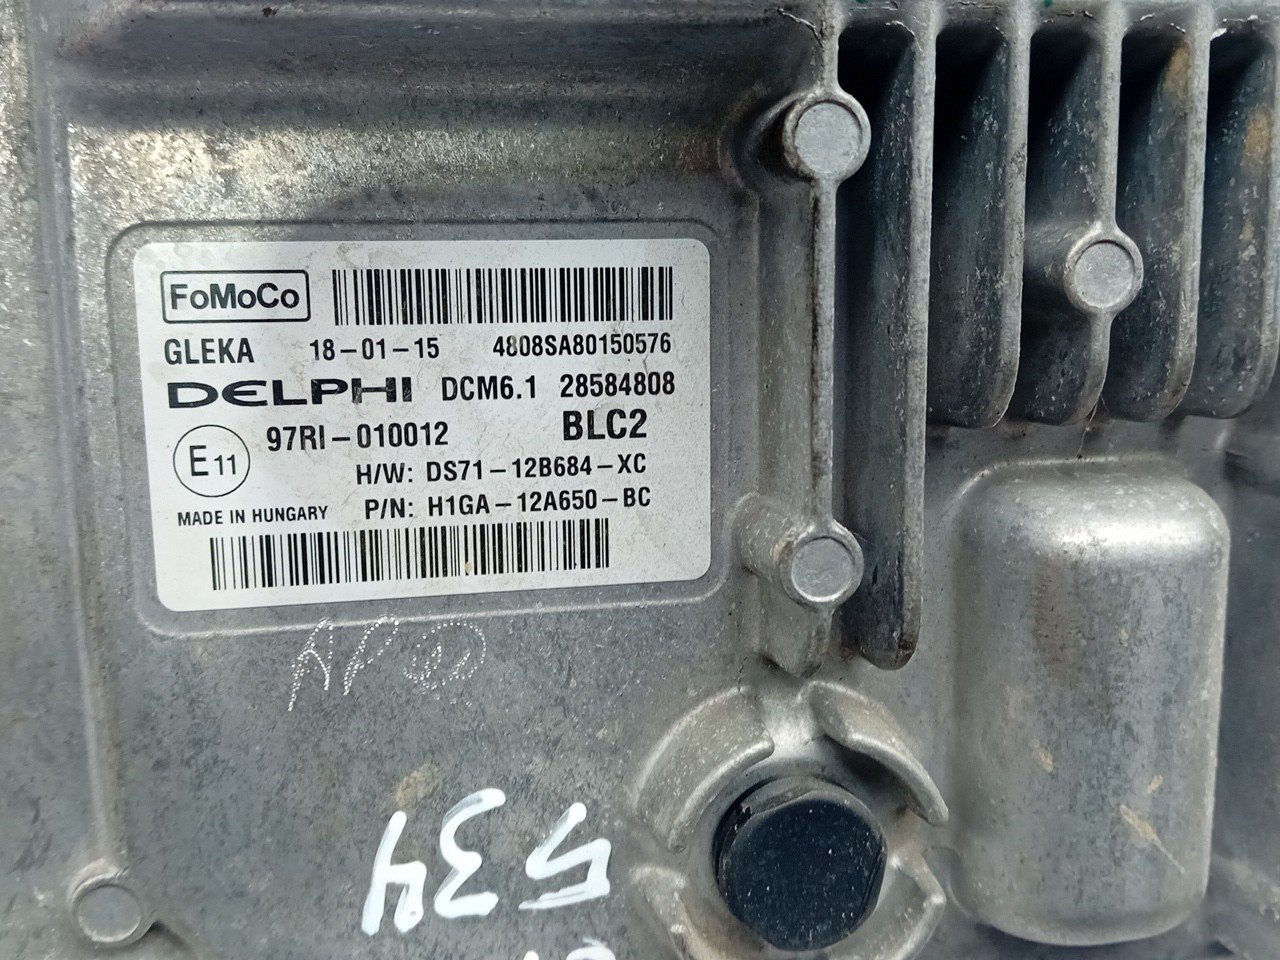 FoMoCo
GLEKA 18-01-15 4808SA80150576
DELPHI DCM6.1 28584808
E11 97RI-010012 BLC2
H/W: DS71-12B684-XC
MADE IN HUNGARY P/N: H1GA-12A650-BC
534